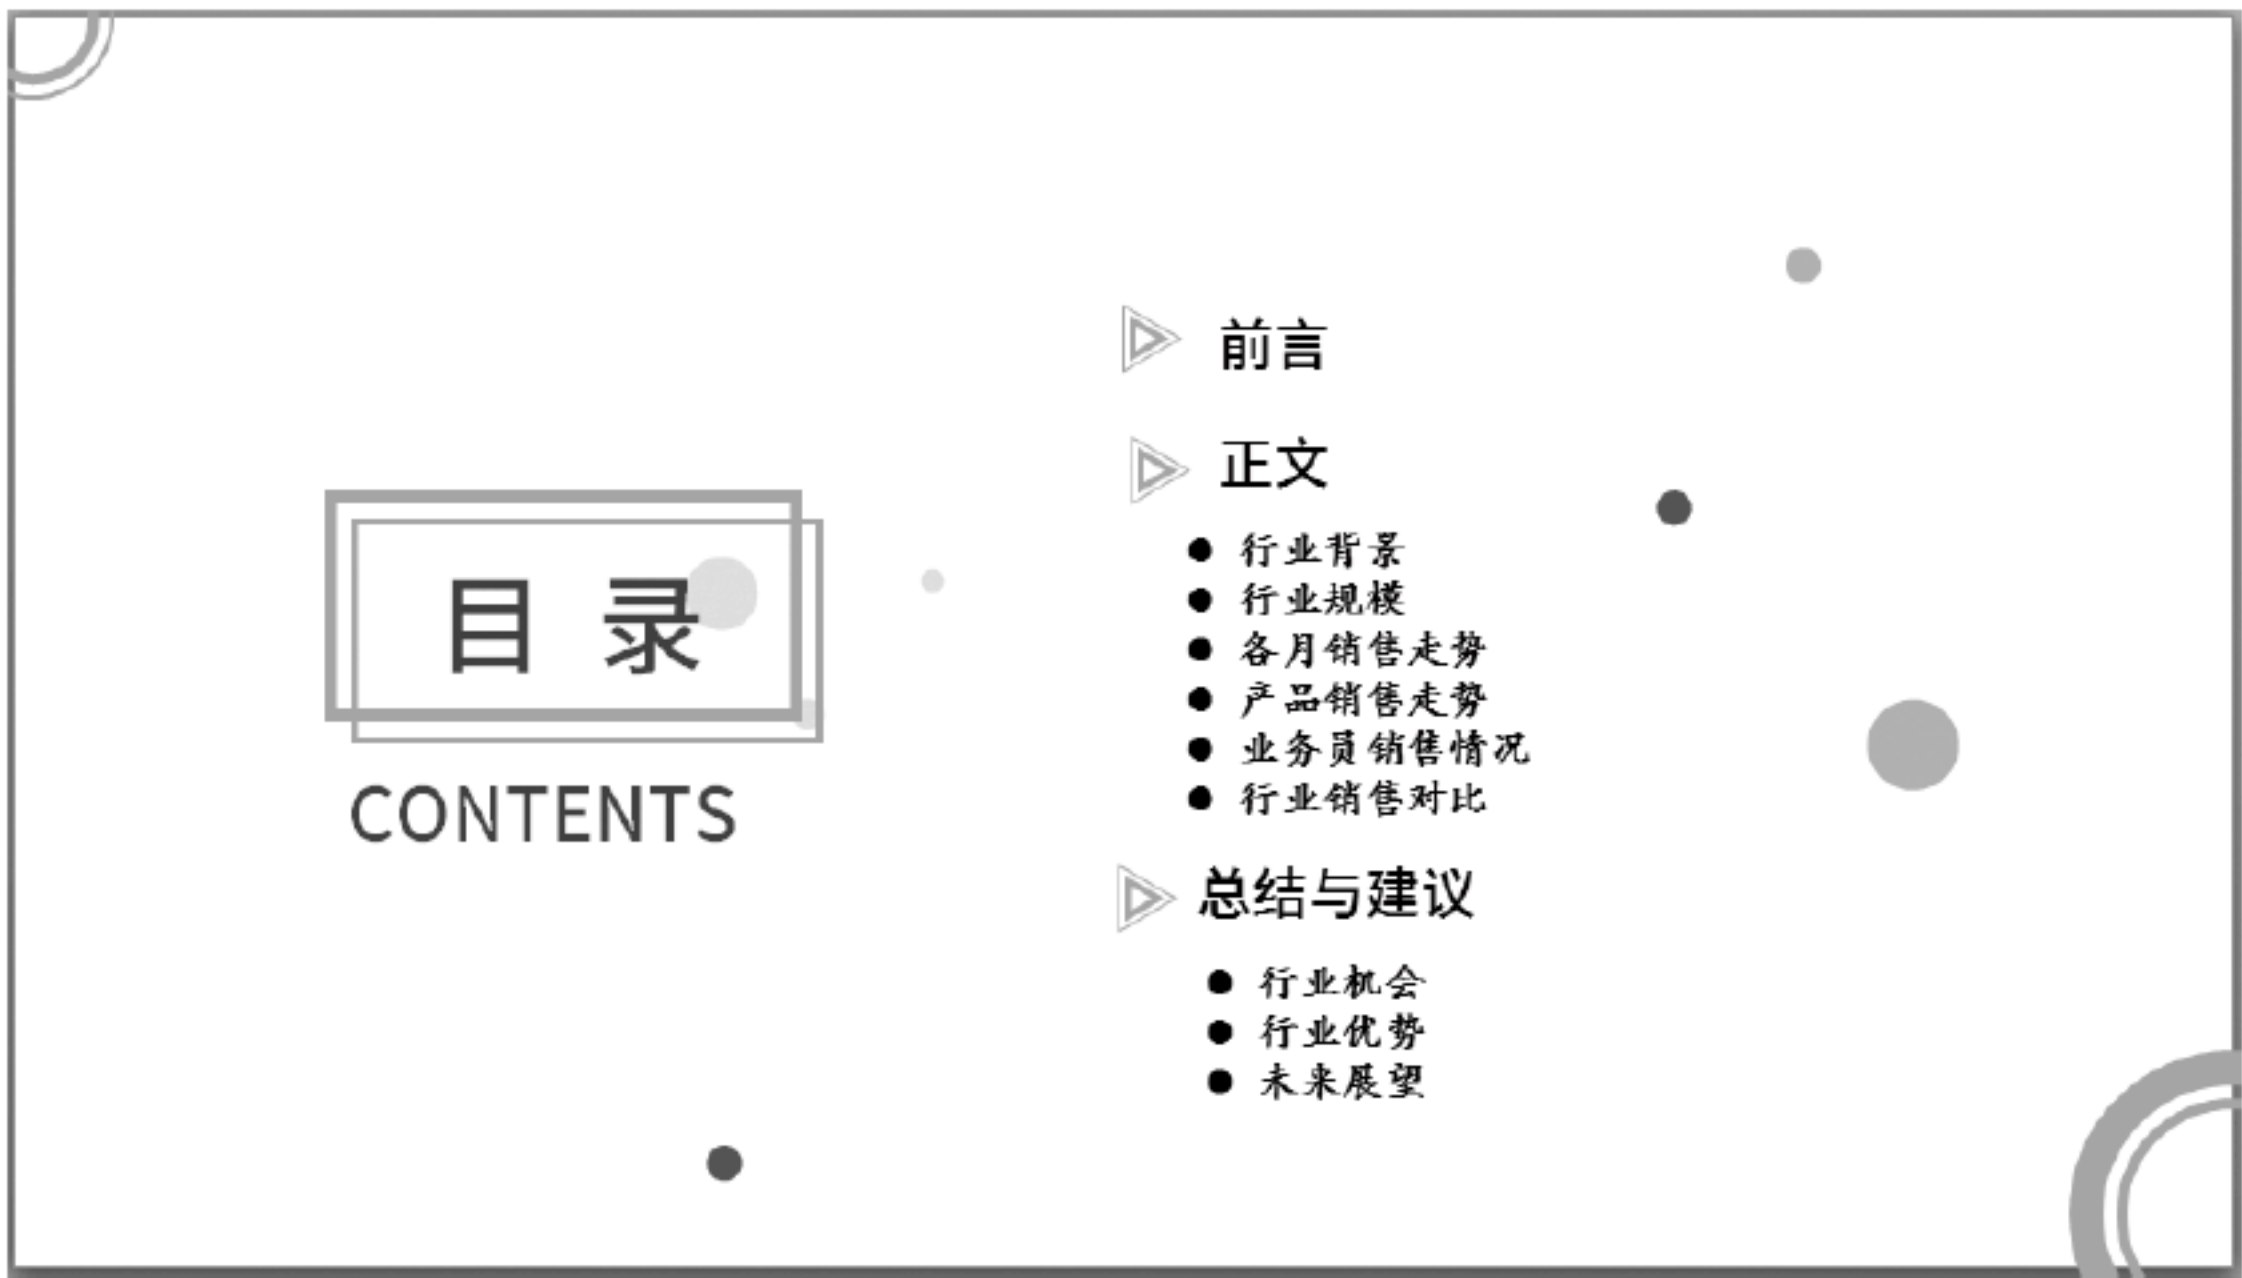 目 录
CONTENTS
前言
正文
行业背景
行业规模
各月销售走势
产品销售走势
业务员销售情况
行业销售对比
总结与建议
行业机会
行业优势
未来展望